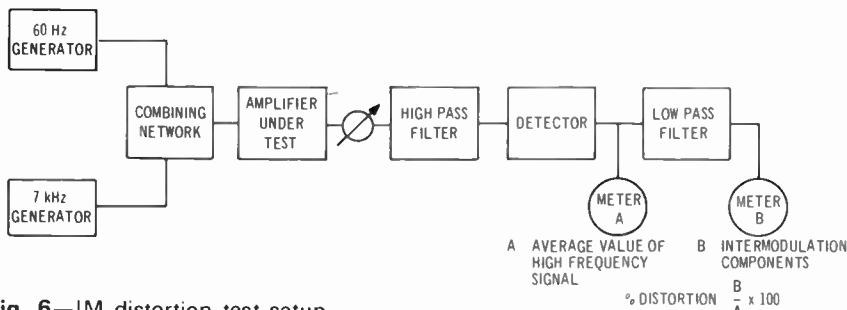 60 Hz
GENERATOR
COMBINING
NETWORK
7 kHz
GENERATOR
AMPLIFIER
UNDER
TEST
HIGH PASS
FILTER
DETECTOR
LOW PASS
FILTER
METER
A
METER
B
A AVERAGE VALUE OF
HIGH FREQUENCY
SIGNAL
B INTERMODULATION
COMPONENTS
% DISTORTION B/A x 100
Fig. 6—IM distortion test setup